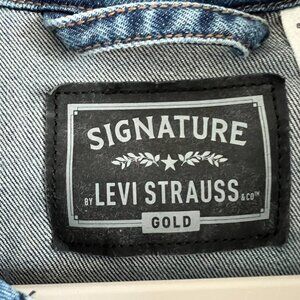 SIGNATURE
BY LEVI STRAUSS & CO™
GOLD